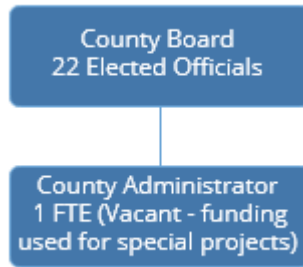 County Board
22 Elected Officials
County Administrator
1 FTE (Vacant - funding
used for special projects)